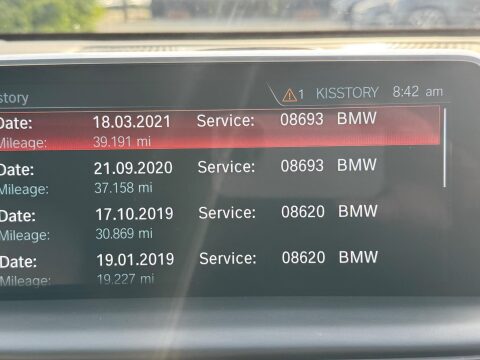 story 1 KISSTORY 8:42 am
Date: 18.03.2021 Service: 08693 BMW
Mileage: 39.191 mi
Date: 21.09.2020 Service: 08693 BMW
Mileage: 37.158 mi
Date: 17.10.2019 Service: 08620 BMW
Mileage: 30.869 mi
Date: 19.01.2019 Service: 08620 BMW
Mileage: 19.227 mi